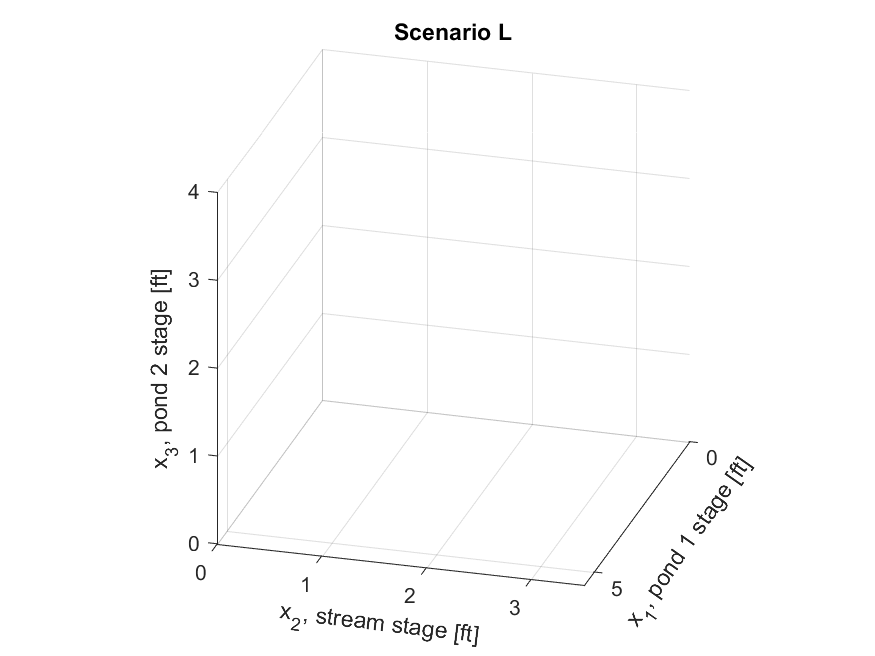 Scenario L
4
3
2
1
0
x3, pond 2 stage [ft]
0
1
2
3
x2, stream stage [ft]
0
5
x1, pond 1 stage [ft]